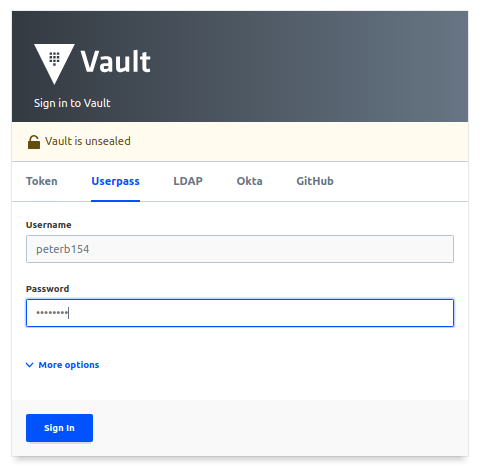 Vault
Sign in to Vault
Vault is unsealed
Token Userpass LDAP Okta GitHub
Username
peterb154
Password
••••••••
More options
Sign In